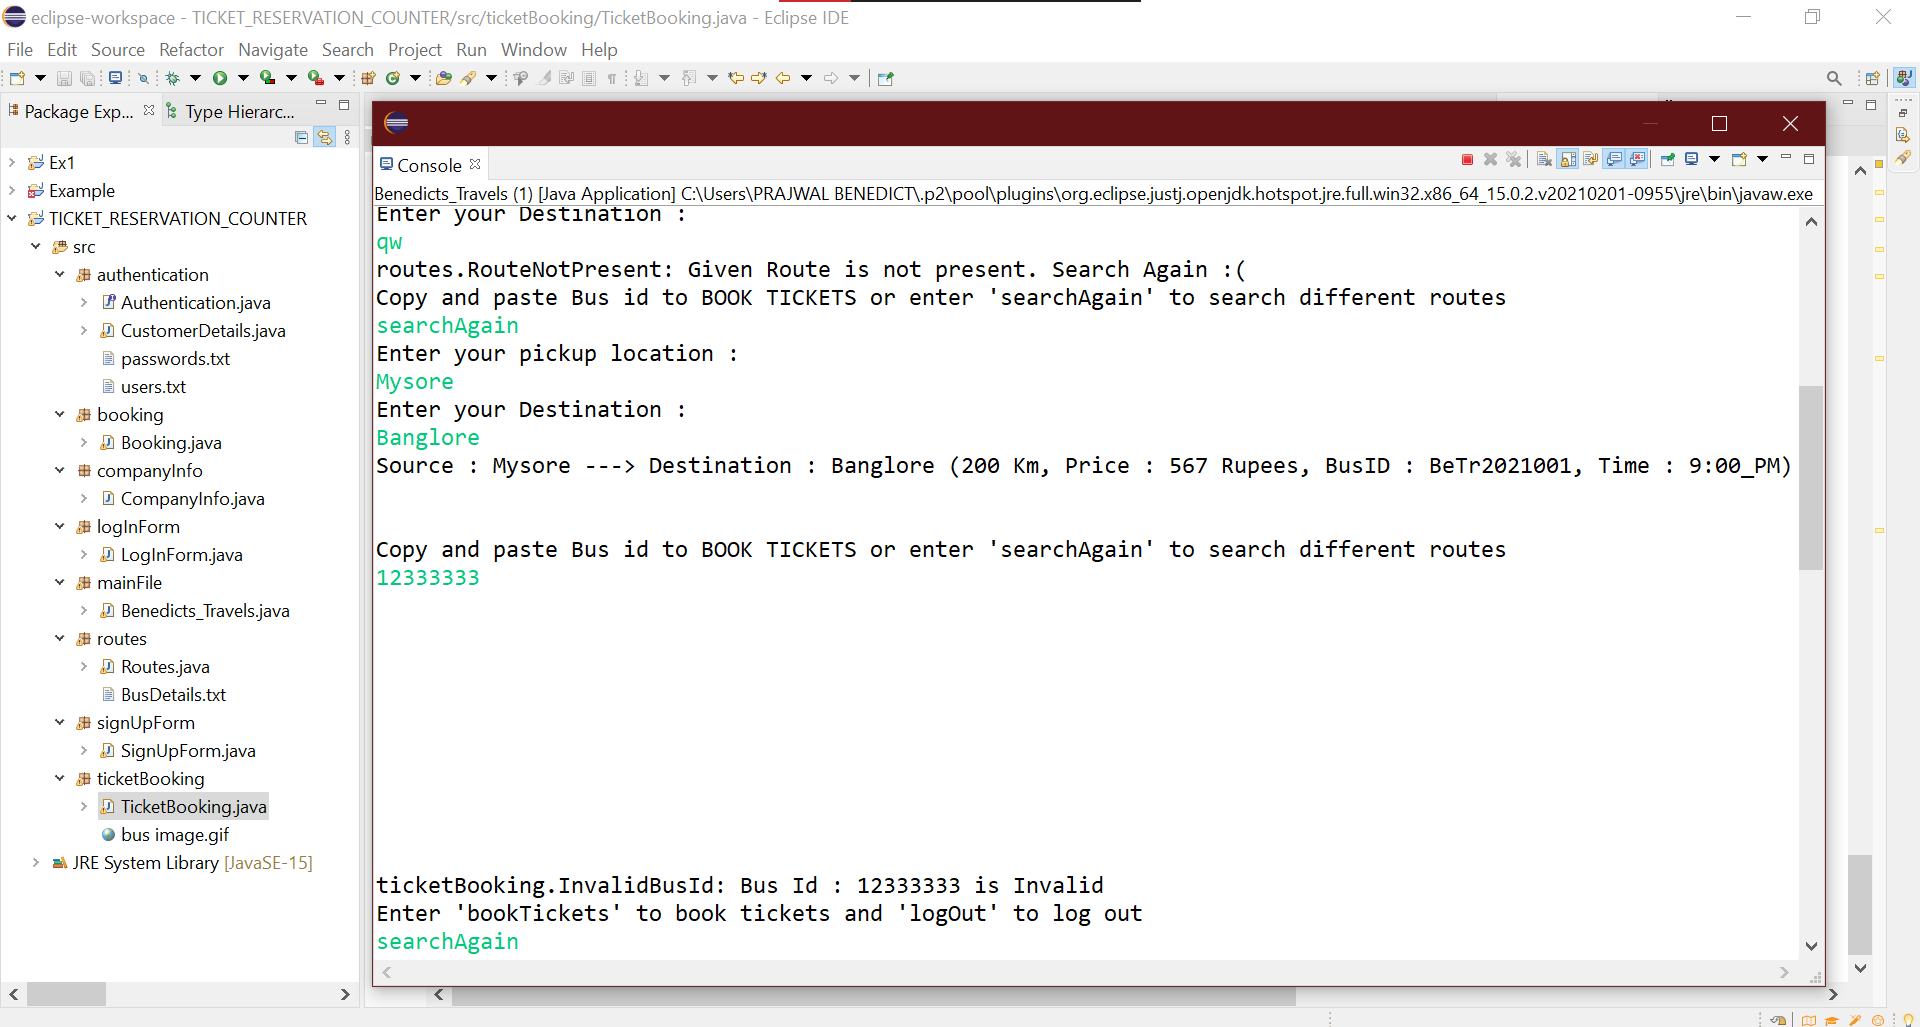 eclipse-workspace - TICKET_RESERVATION_COUNTER/src/ticketBooking/TicketBooking.java - Eclipse IDE
File Edit Source Refactor Navigate Search Project Run Window Help
Package Exp... Type Hierarc...
Ex1
Example
TICKET_RESERVATION_COUNTER
src
authentication
Authentication.java
CustomerDetails.java
passwords.txt
users.txt
booking
Booking.java
companyInfo
CompanyInfo.java
logInForm
LogInForm.java
mainFile
Benedicts_Travels.java
routes
Routes.java
BusDetails.txt
signUpForm
SignUpForm.java
ticketBooking
TicketBooking.java
bus image.gif
JRE System Library [JavaSE-15]
Console
Benedicts_Travels (1) [Java Application] C:\Users\PRAJWAL BENEDICT\.p2\pool\plugins\org.eclipse.justj.openjdk.hotspot.jre.full.win32.x86_64_15.0.2.v20210201-0955\jre\bin\javaw.exe
Enter your Destination :
qw
routes.RouteNotPresent: Given Route is not present. Search Again :(
Copy and paste Bus id to BOOK TICKETS or enter 'searchAgain' to search different routes
searchAgain
Enter your pickup location :
Mysore
Enter your Destination :
Banglore
Source : Mysore ---> Destination : Banglore (200 Km, Price : 567 Rupees, BusID : BeTr2021001, Time : 9:00_PM)
Copy and paste Bus id to BOOK TICKETS or enter 'searchAgain' to search different routes
12333333
ticketBooking.InvalidBusId: Bus Id : 12333333 is Invalid
Enter 'bookTickets' to book tickets and 'logOut' to log out
searchAgain